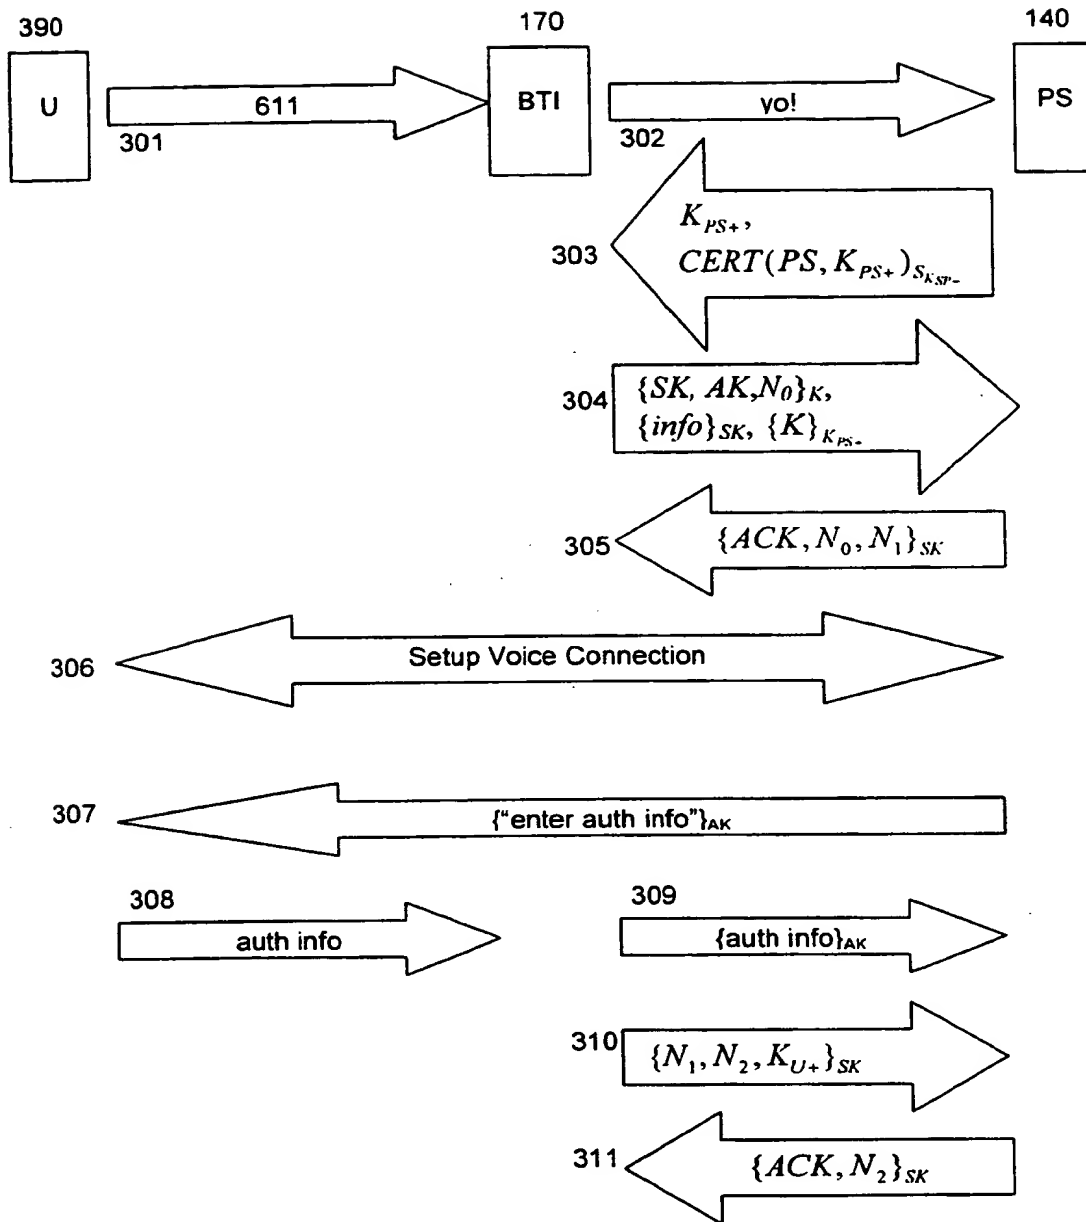 390 170 140
U 611 BTI yo! PS
301 302
303 K_{PS+},
CERT(PS, K_{PS+})_{S_{KSP-}}
304 {SK, AK, N_0}_K,
{info}_{SK}, {K}_{K_{PS-}}
305 {ACK, N_0, N_1}_{SK}
306 Setup Voice Connection
307 {"enter auth info"}_{AK}
308 309
auth info {auth info}_{AK}
310 {N_1, N_2, K_{U+}}_{SK}
311 {ACK, N_2}_{SK}